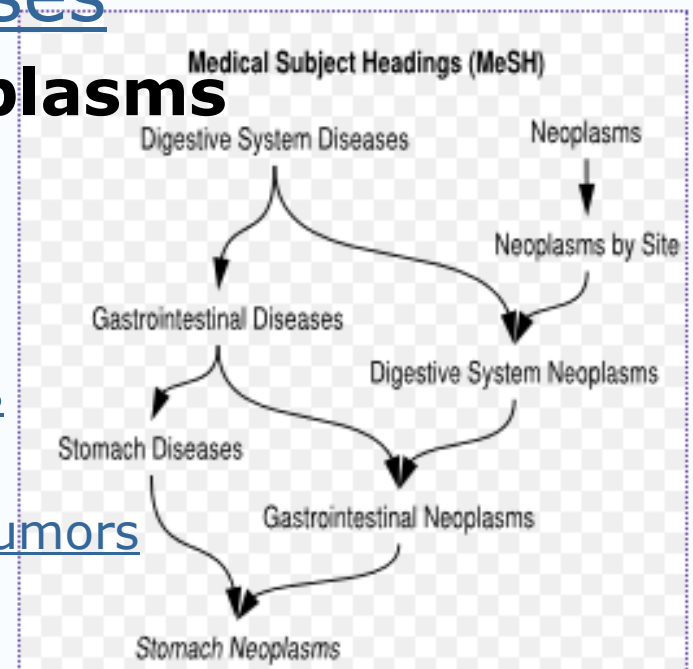 ses
Medical Subject Headings (MeSH)
plasms
Digestive System Diseases
Neoplasms
Neoplasms by Site
Gastrointestinal Diseases
Digestive System Neoplasms
Stomach Diseases
Gastrointestinal Neoplasms
umors
Stomach Neoplasms